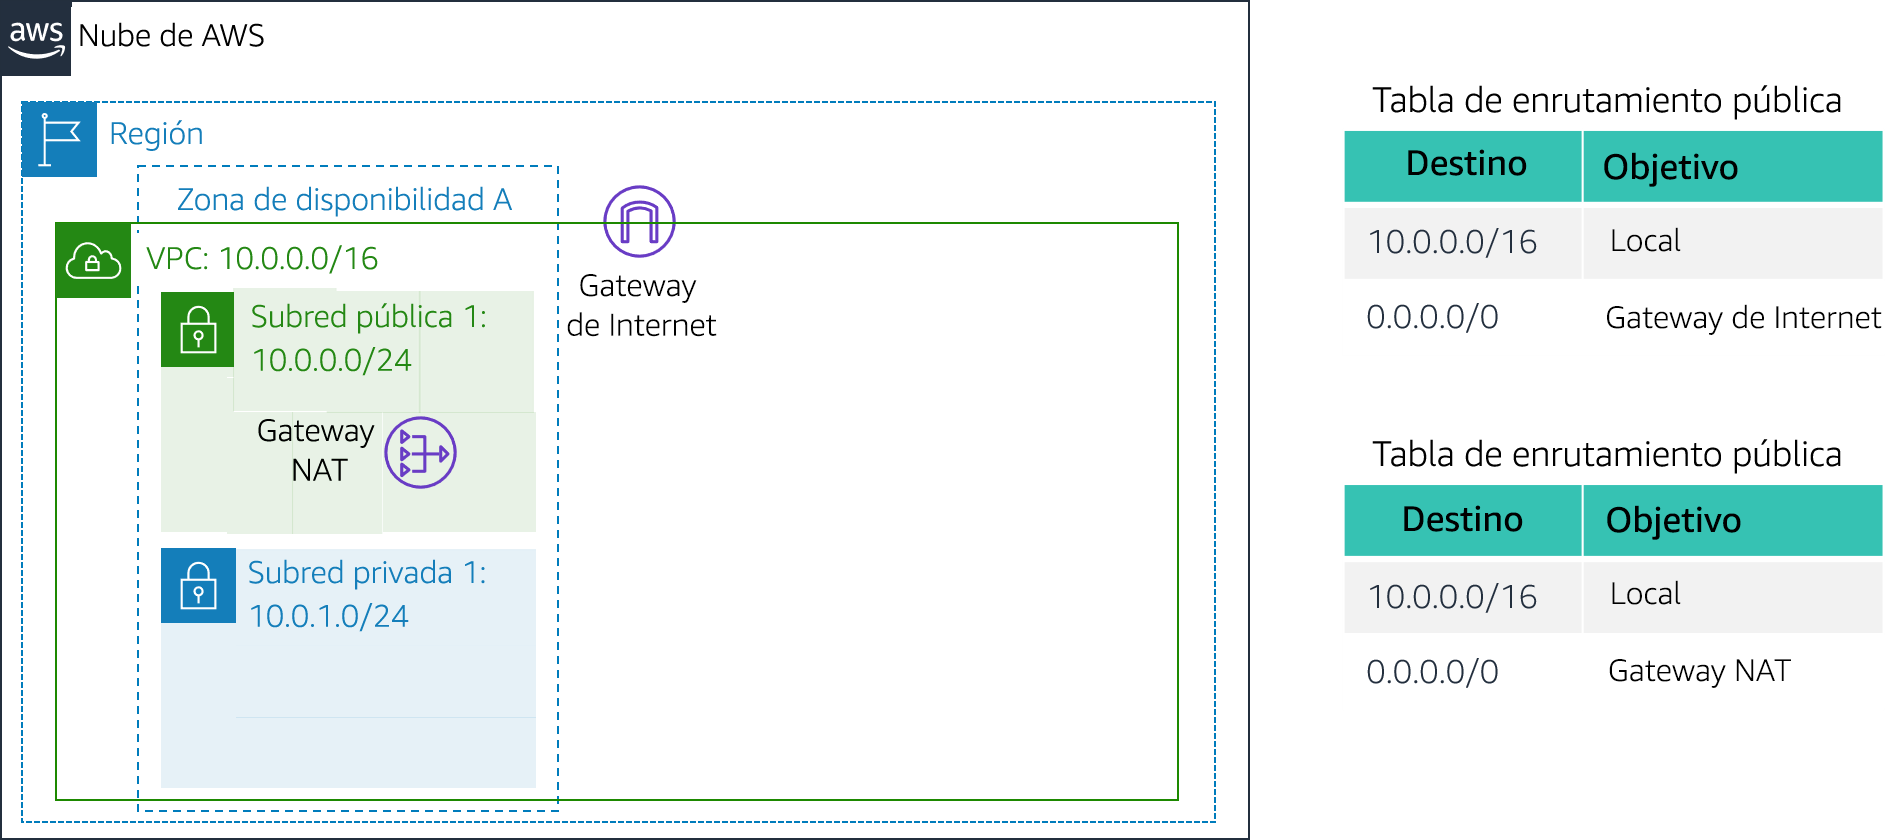 aws
Nube de AWS
Región
Zona de disponibilidad A
VPC: 10.0.0.0/16
Subred pública 1:
10.0.0.0/24
Gateway
NAT
Subred privada 1:
10.0.1.0/24
Gateway
de Internet
Tabla de enrutamiento pública
Destino Objetivo
10.0.0.0/16 Local
0.0.0.0/0 Gateway de Internet
Tabla de enrutamiento pública
Destino Objetivo
10.0.0.0/16 Local
0.0.0.0/0 Gateway NAT